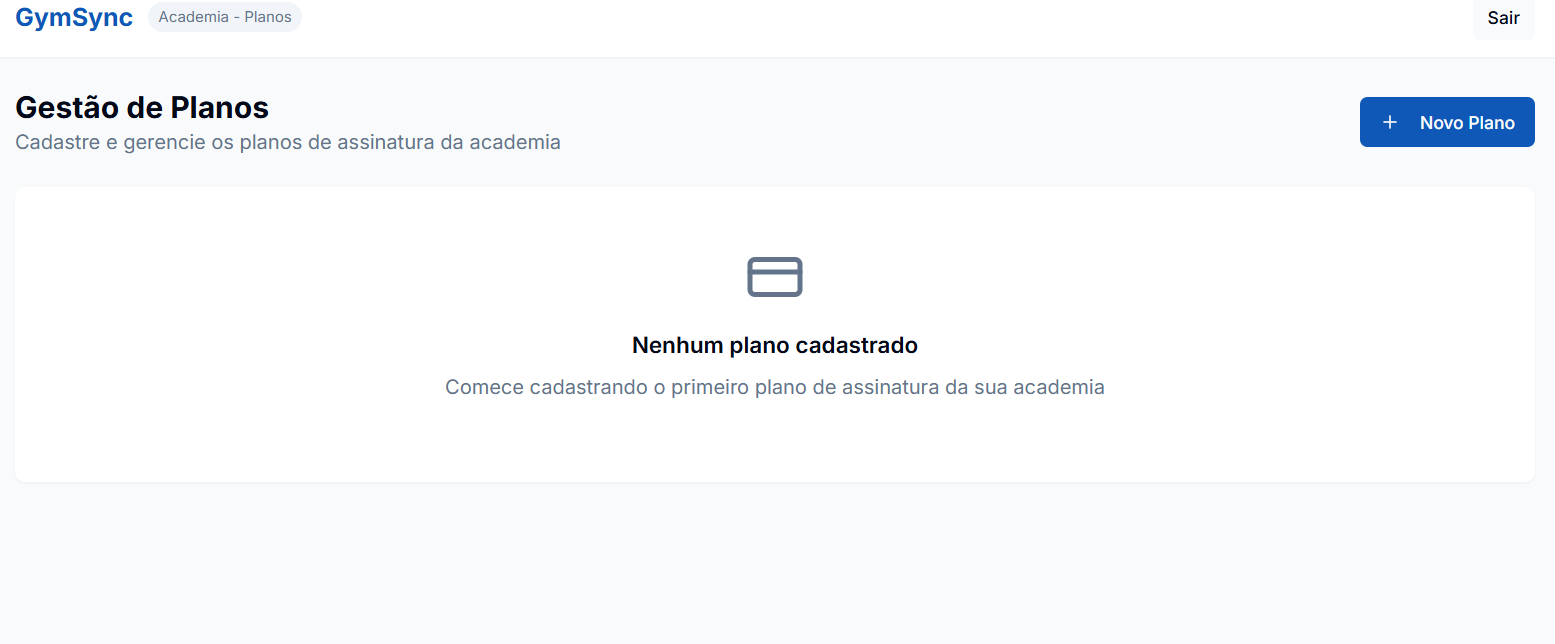 GymSync
Academia - Planos
Sair
Gestão de Planos
Cadastre e gerencie os planos de assinatura da academia
+ Novo Plano
Nenhum plano cadastrado
Comece cadastrando o primeiro plano de assinatura da sua academia